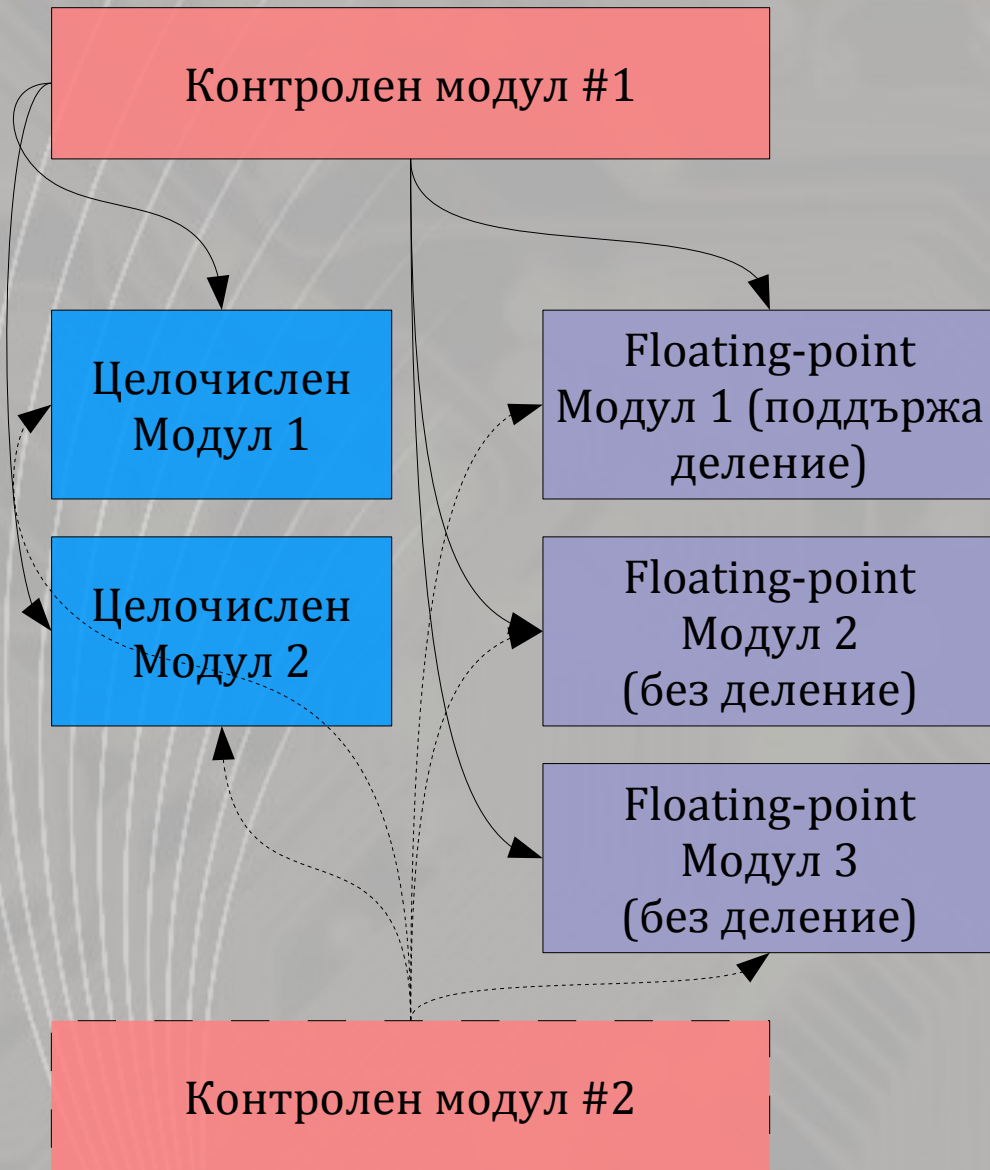 Контролен модул #1
Целочислен
Модул 1
Floating-point
Модул 1 (поддържа
деление)
Целочислен
Модул 2
Floating-point
Модул 2
(без деление)
Floating-point
Модул 3
(без деление)
Контролен модул #2